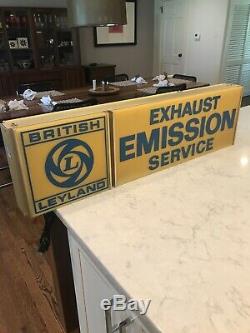 BRITISH
L
LEYLAND
EXHAUST
EMISSION
SERVICE
ebay